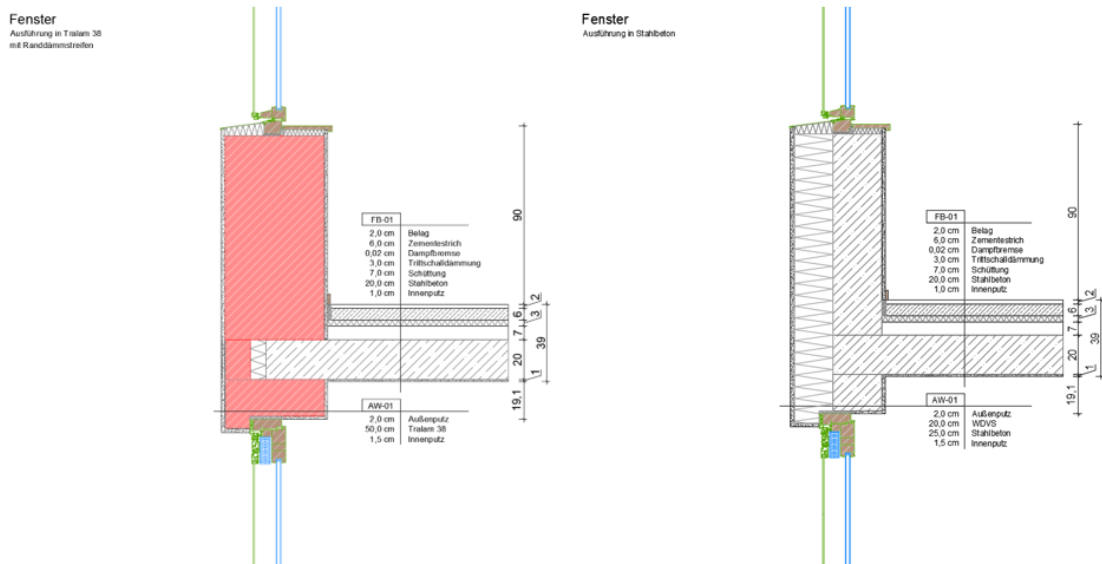 Fenster
Ausführung in Tralam 38
mit Randdämmstreifen
FB-01
2,0 cm Belag
6,0 cm Zementestrich
0,02 cm Dampfbremse
3,0 cm Trittschalldämmung
7,0 cm Schüttung
20,0 cm Stahlbeton
1,0 cm Innenputz
AW-01
2,0 cm Außenputz
50,0 cm Tralam 38
1,5 cm Innenputz
90
2
6
3
7
39
20
1
19,1
Fenster
Ausführung in Stahlbeton
FB-01
2,0 cm Belag
6,0 cm Zementestrich
0,02 cm Dampfbremse
3,0 cm Trittschalldämmung
7,0 cm Schüttung
20,0 cm Stahlbeton
1,0 cm Innenputz
AW-01
2,0 cm Außenputz
20,0 cm WDVS
25,0 cm Stahlbeton
1,5 cm Innenputz
90
2
6
3
7
39
20
1
19,1